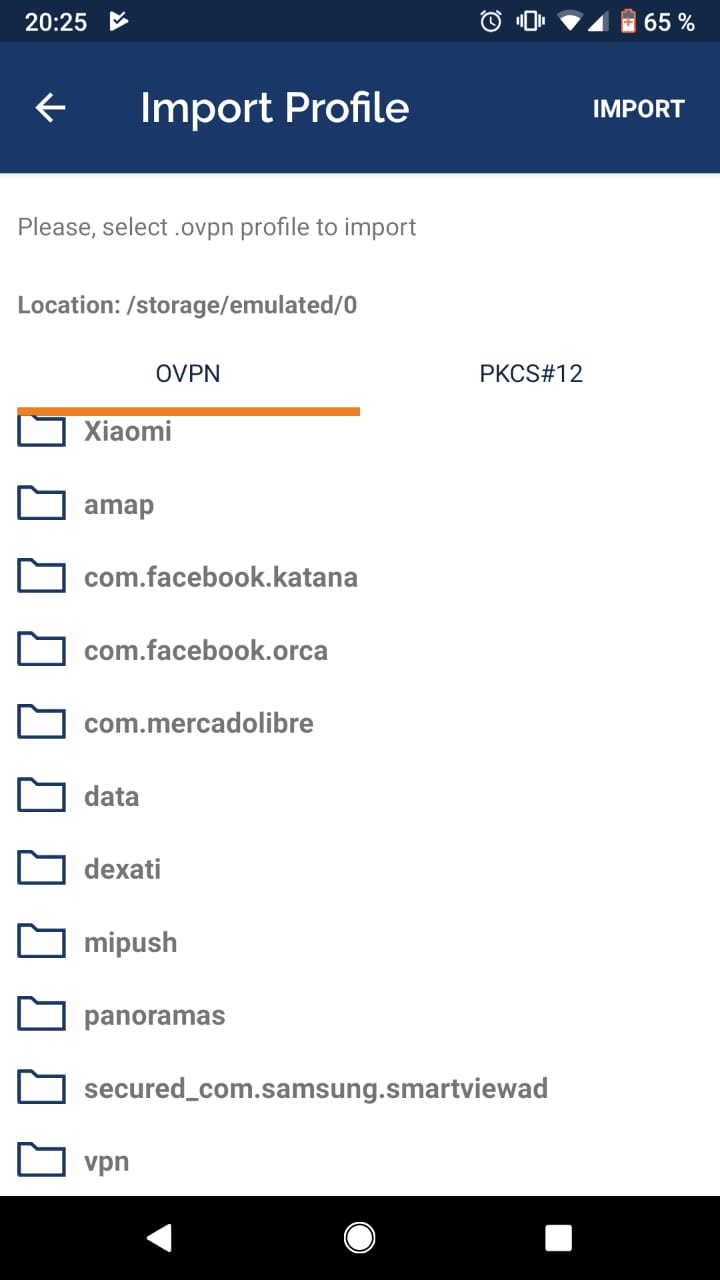 20:25 65 %
Import Profile IMPORT
Please, select .ovpn profile to import
Location: /storage/emulated/0
OVPN PKCS#12
Xiaomi
amap
com.facebook.katana
com.facebook.orca
com.mercadolibre
data
dexati
mipush
panoramas
secured_com.samsung.smartviewad
vpn